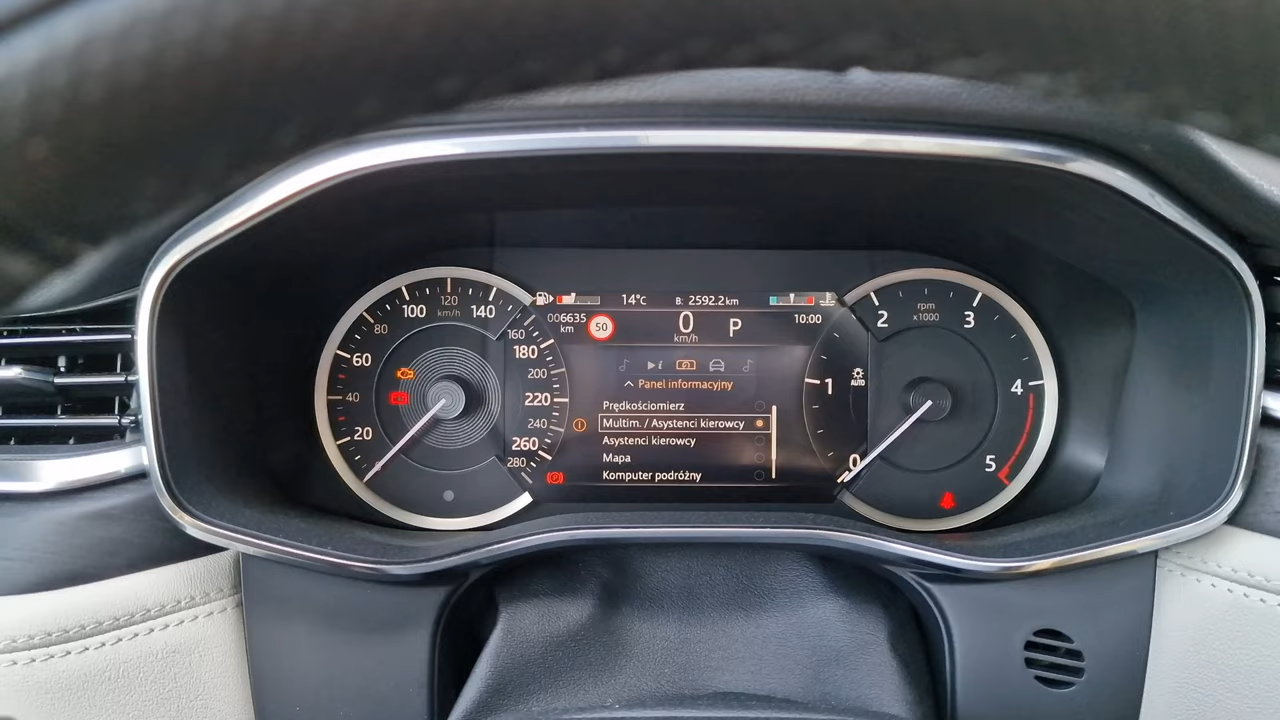 14°C B: 2592.2 km
006635 km
50
0 km/h
P
10:00
Panel informacyjny
Prędkościomierz
Multim. / Asystenci kierowcy
Asystenci kierowcy
Mapa
Komputer podróżny
20
40
60
80
100
120
km/h
140
160
180
200
220
240
260
280
0
1
2
3
4
5
rpm
x1000
AUTO